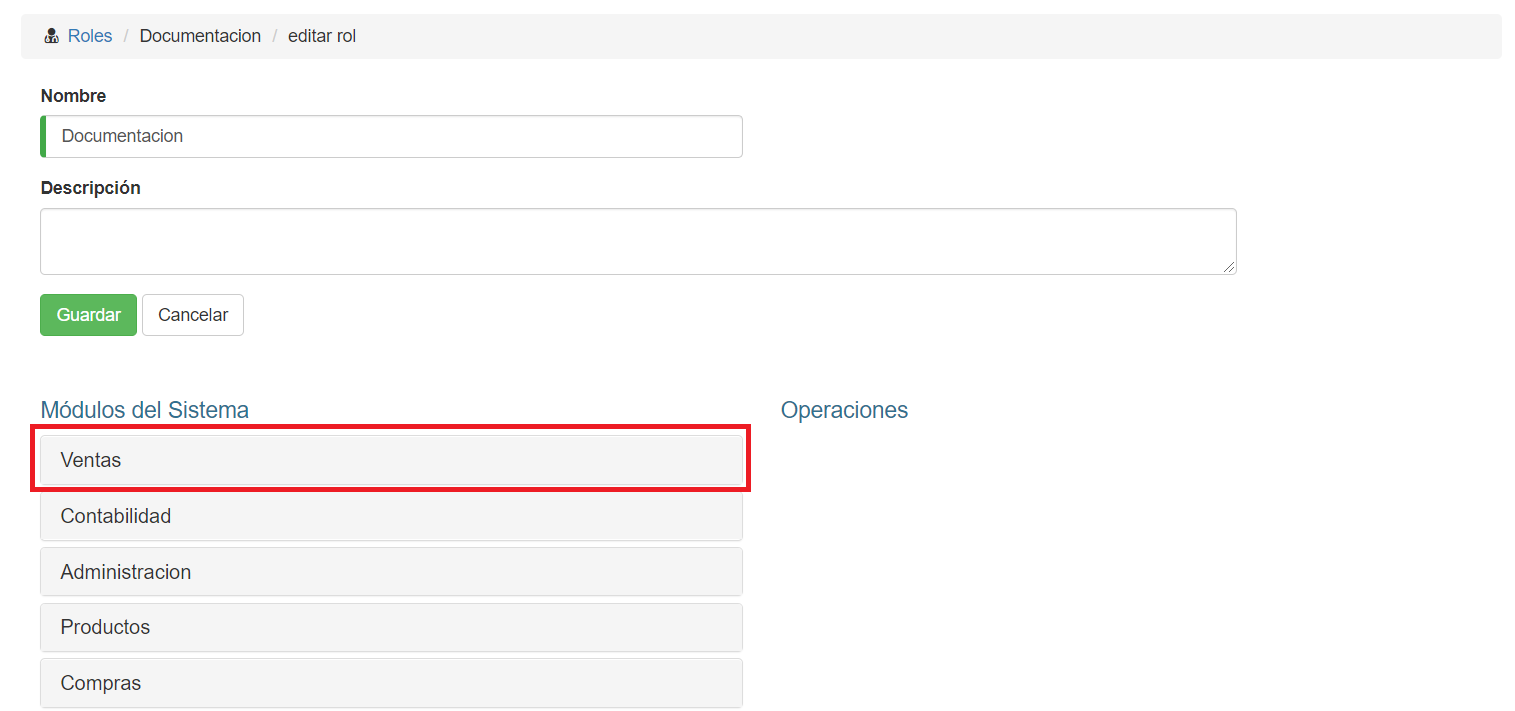 Roles / Documentacion / editar rol
Nombre
Documentacion
Descripción
Guardar Cancelar
Módulos del Sistema
Operaciones
Ventas
Contabilidad
Administracion
Productos
Compras